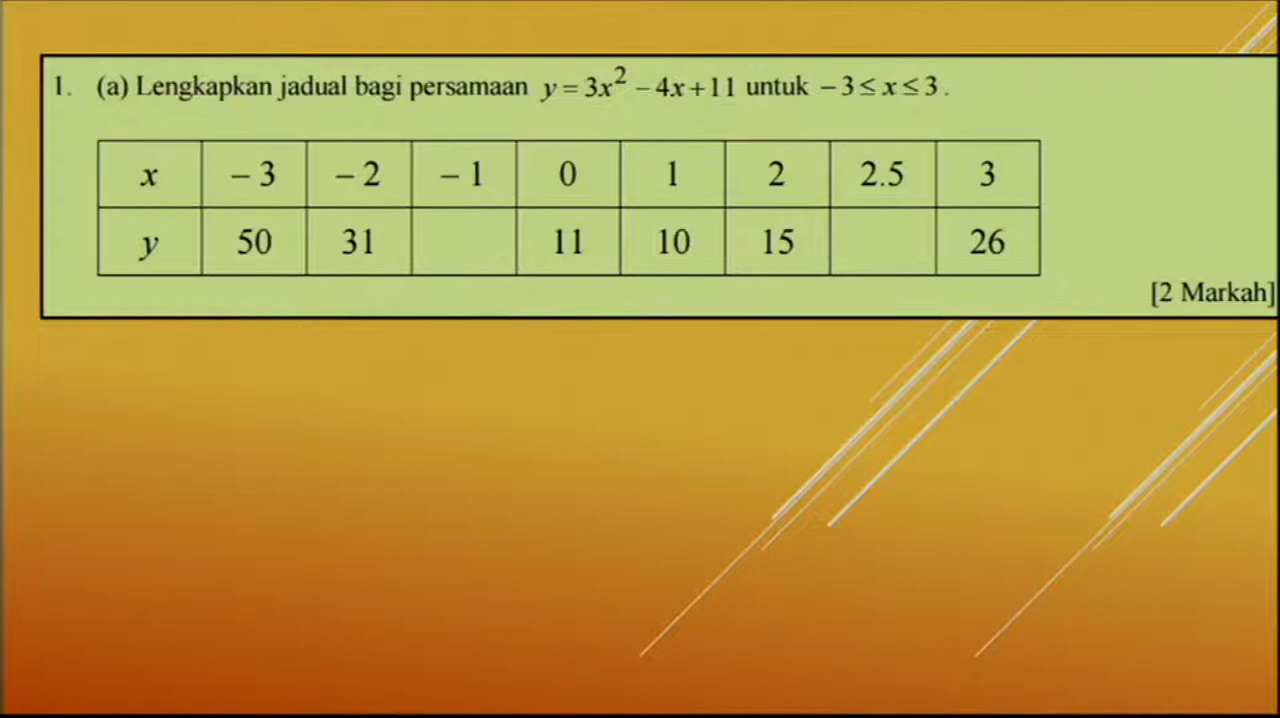 1. (a) Lengkapkan jadual bagi persamaan y = 3x² – 4x + 11 untuk – 3 ≤ x ≤ 3 .
x – 3 – 2 – 1 0 1 2 2.5 3
y 50 31 11 10 15 26
[2 Markah]